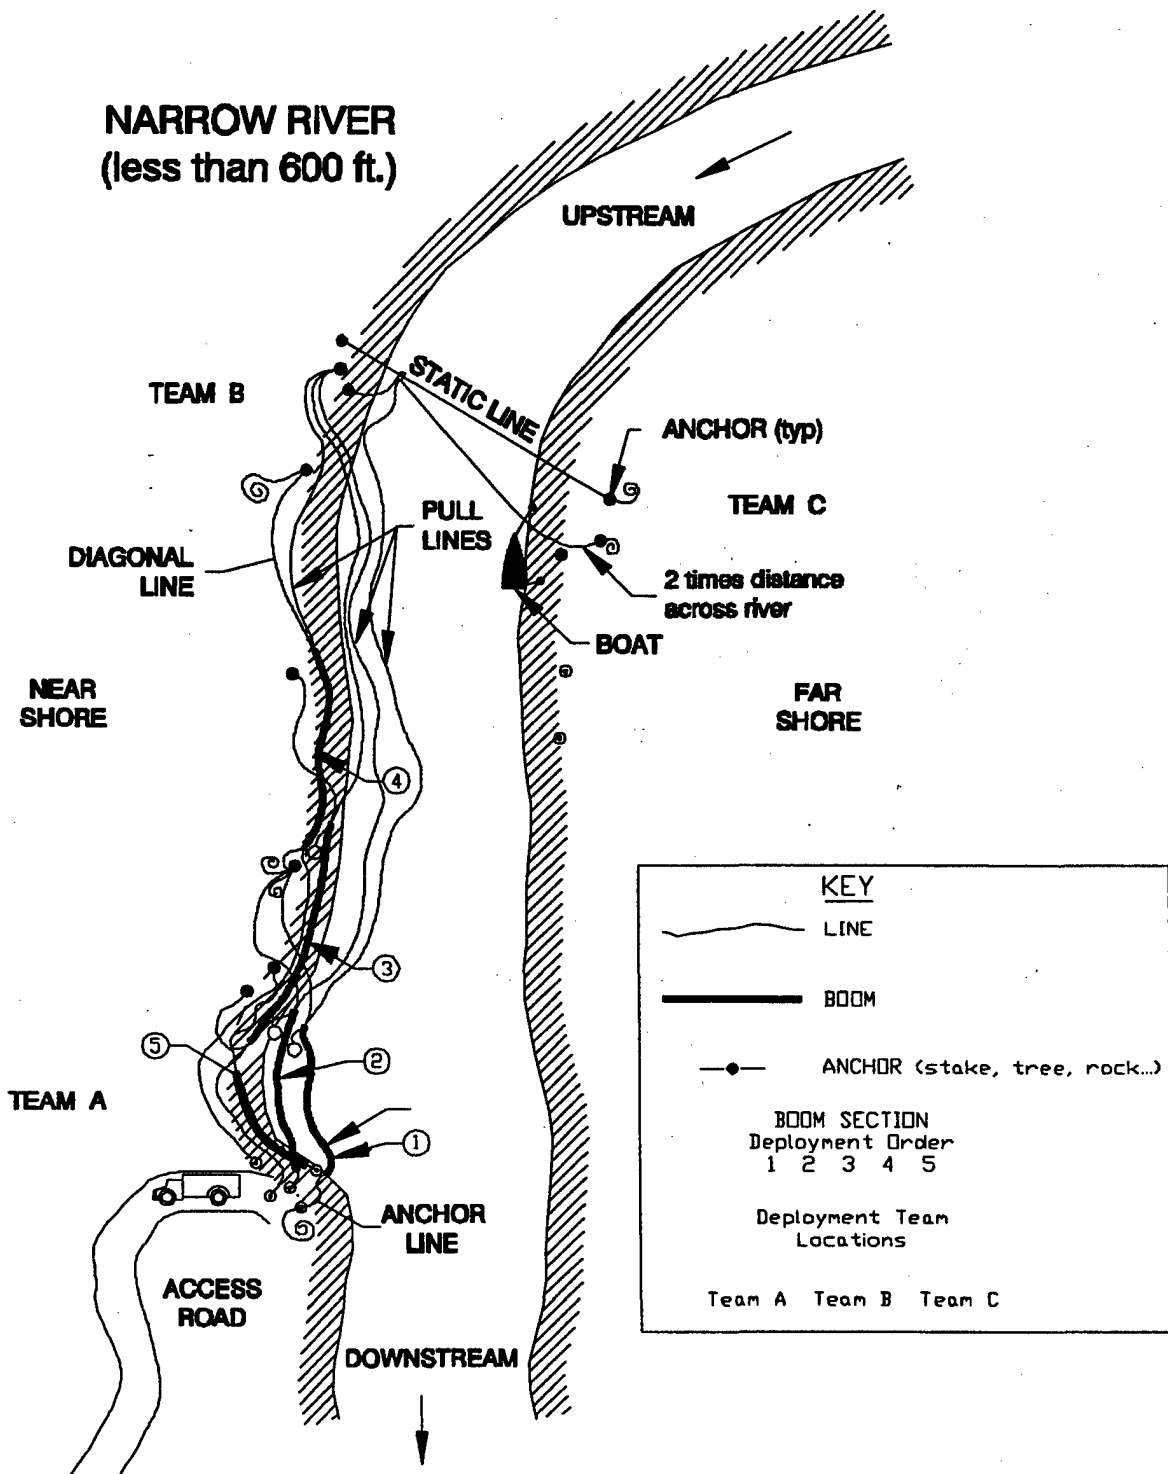 NARROW RIVER
(less than 600 ft.)
UPSTREAM
STATIC LINE
TEAM B
ANCHOR (typ)
TEAM C
PULL
LINES
DIAGONAL
LINE
2 times distance
across river
BOAT
NEAR
SHORE
FAR
SHORE
4
3
5
2
TEAM A
1
ANCHOR
LINE
ACCESS
ROAD
DOWNSTREAM
KEY
LINE
BOOM
ANCHOR (stake, tree, rock...)
BOOM SECTION
Deployment Order
1 2 3 4 5
Deployment Team
Locations
Team A Team B Team C